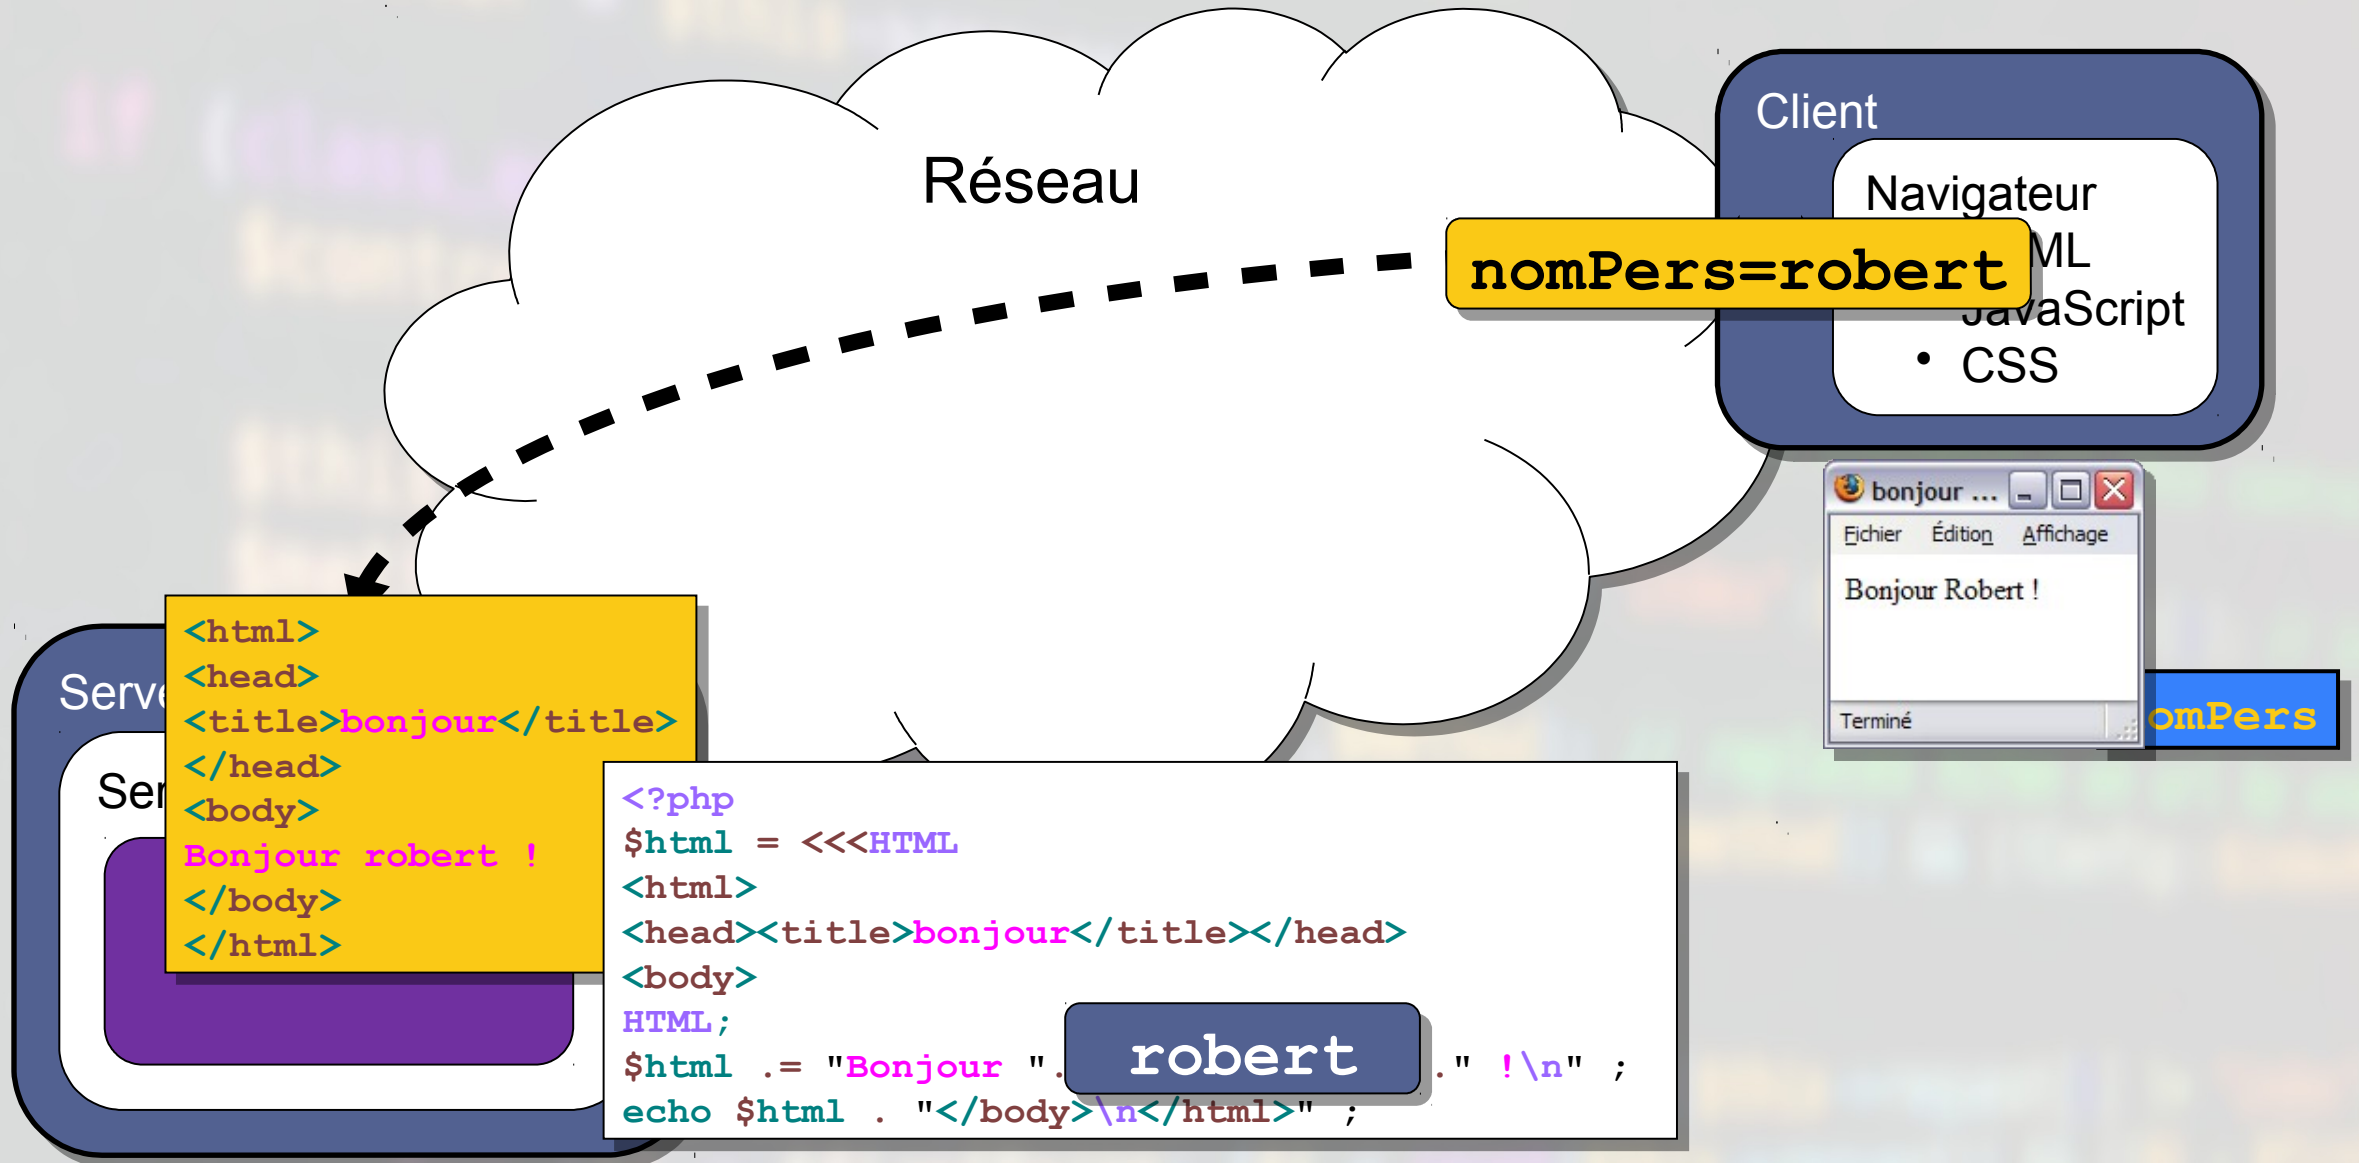 Réseau
Client
Navigateur
ML
JavaScript
• CSS
nomPers=robert
bonjour ...
Fichier Édition Affichage
Bonjour Robert !
Terminé
omPers
<html>
<head>
<title>bonjour</title>
</head>
<body>
Bonjour robert !
</body>
</html>
Serve
Ser
<?php
$html = <<<HTML
<html>
<head><title>bonjour</title></head>
<body>
HTML;
$html .= "Bonjour ". robert ." !\n" ;
echo $html . "</body>\n</html>" ;